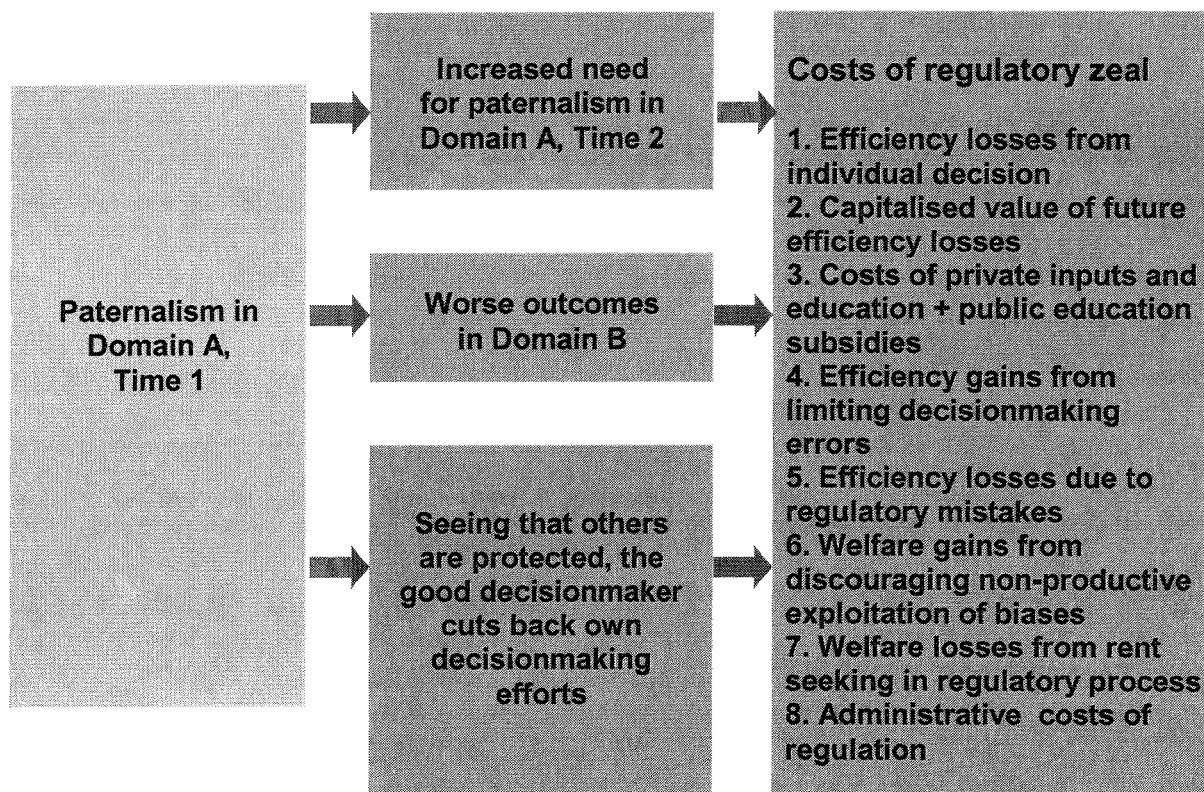 Paternalism in
Domain A,
Time 1
Increased need
for paternalism in
Domain A, Time 2
Worse outcomes
in Domain B
Seeing that others
are protected, the
good decisionmaker
cuts back own
decisionmaking
efforts
Costs of regulatory zeal
1. Efficiency losses from
individual decision
2. Capitalised value of future
efficiency losses
3. Costs of private inputs and
education + public education
subsidies
4. Efficiency gains from
limiting decisionmaking
errors
5. Efficiency losses due to
regulatory mistakes
6. Welfare gains from
discouraging non-productive
exploitation of biases
7. Welfare losses from rent
seeking in regulatory process
8. Administrative costs of
regulation